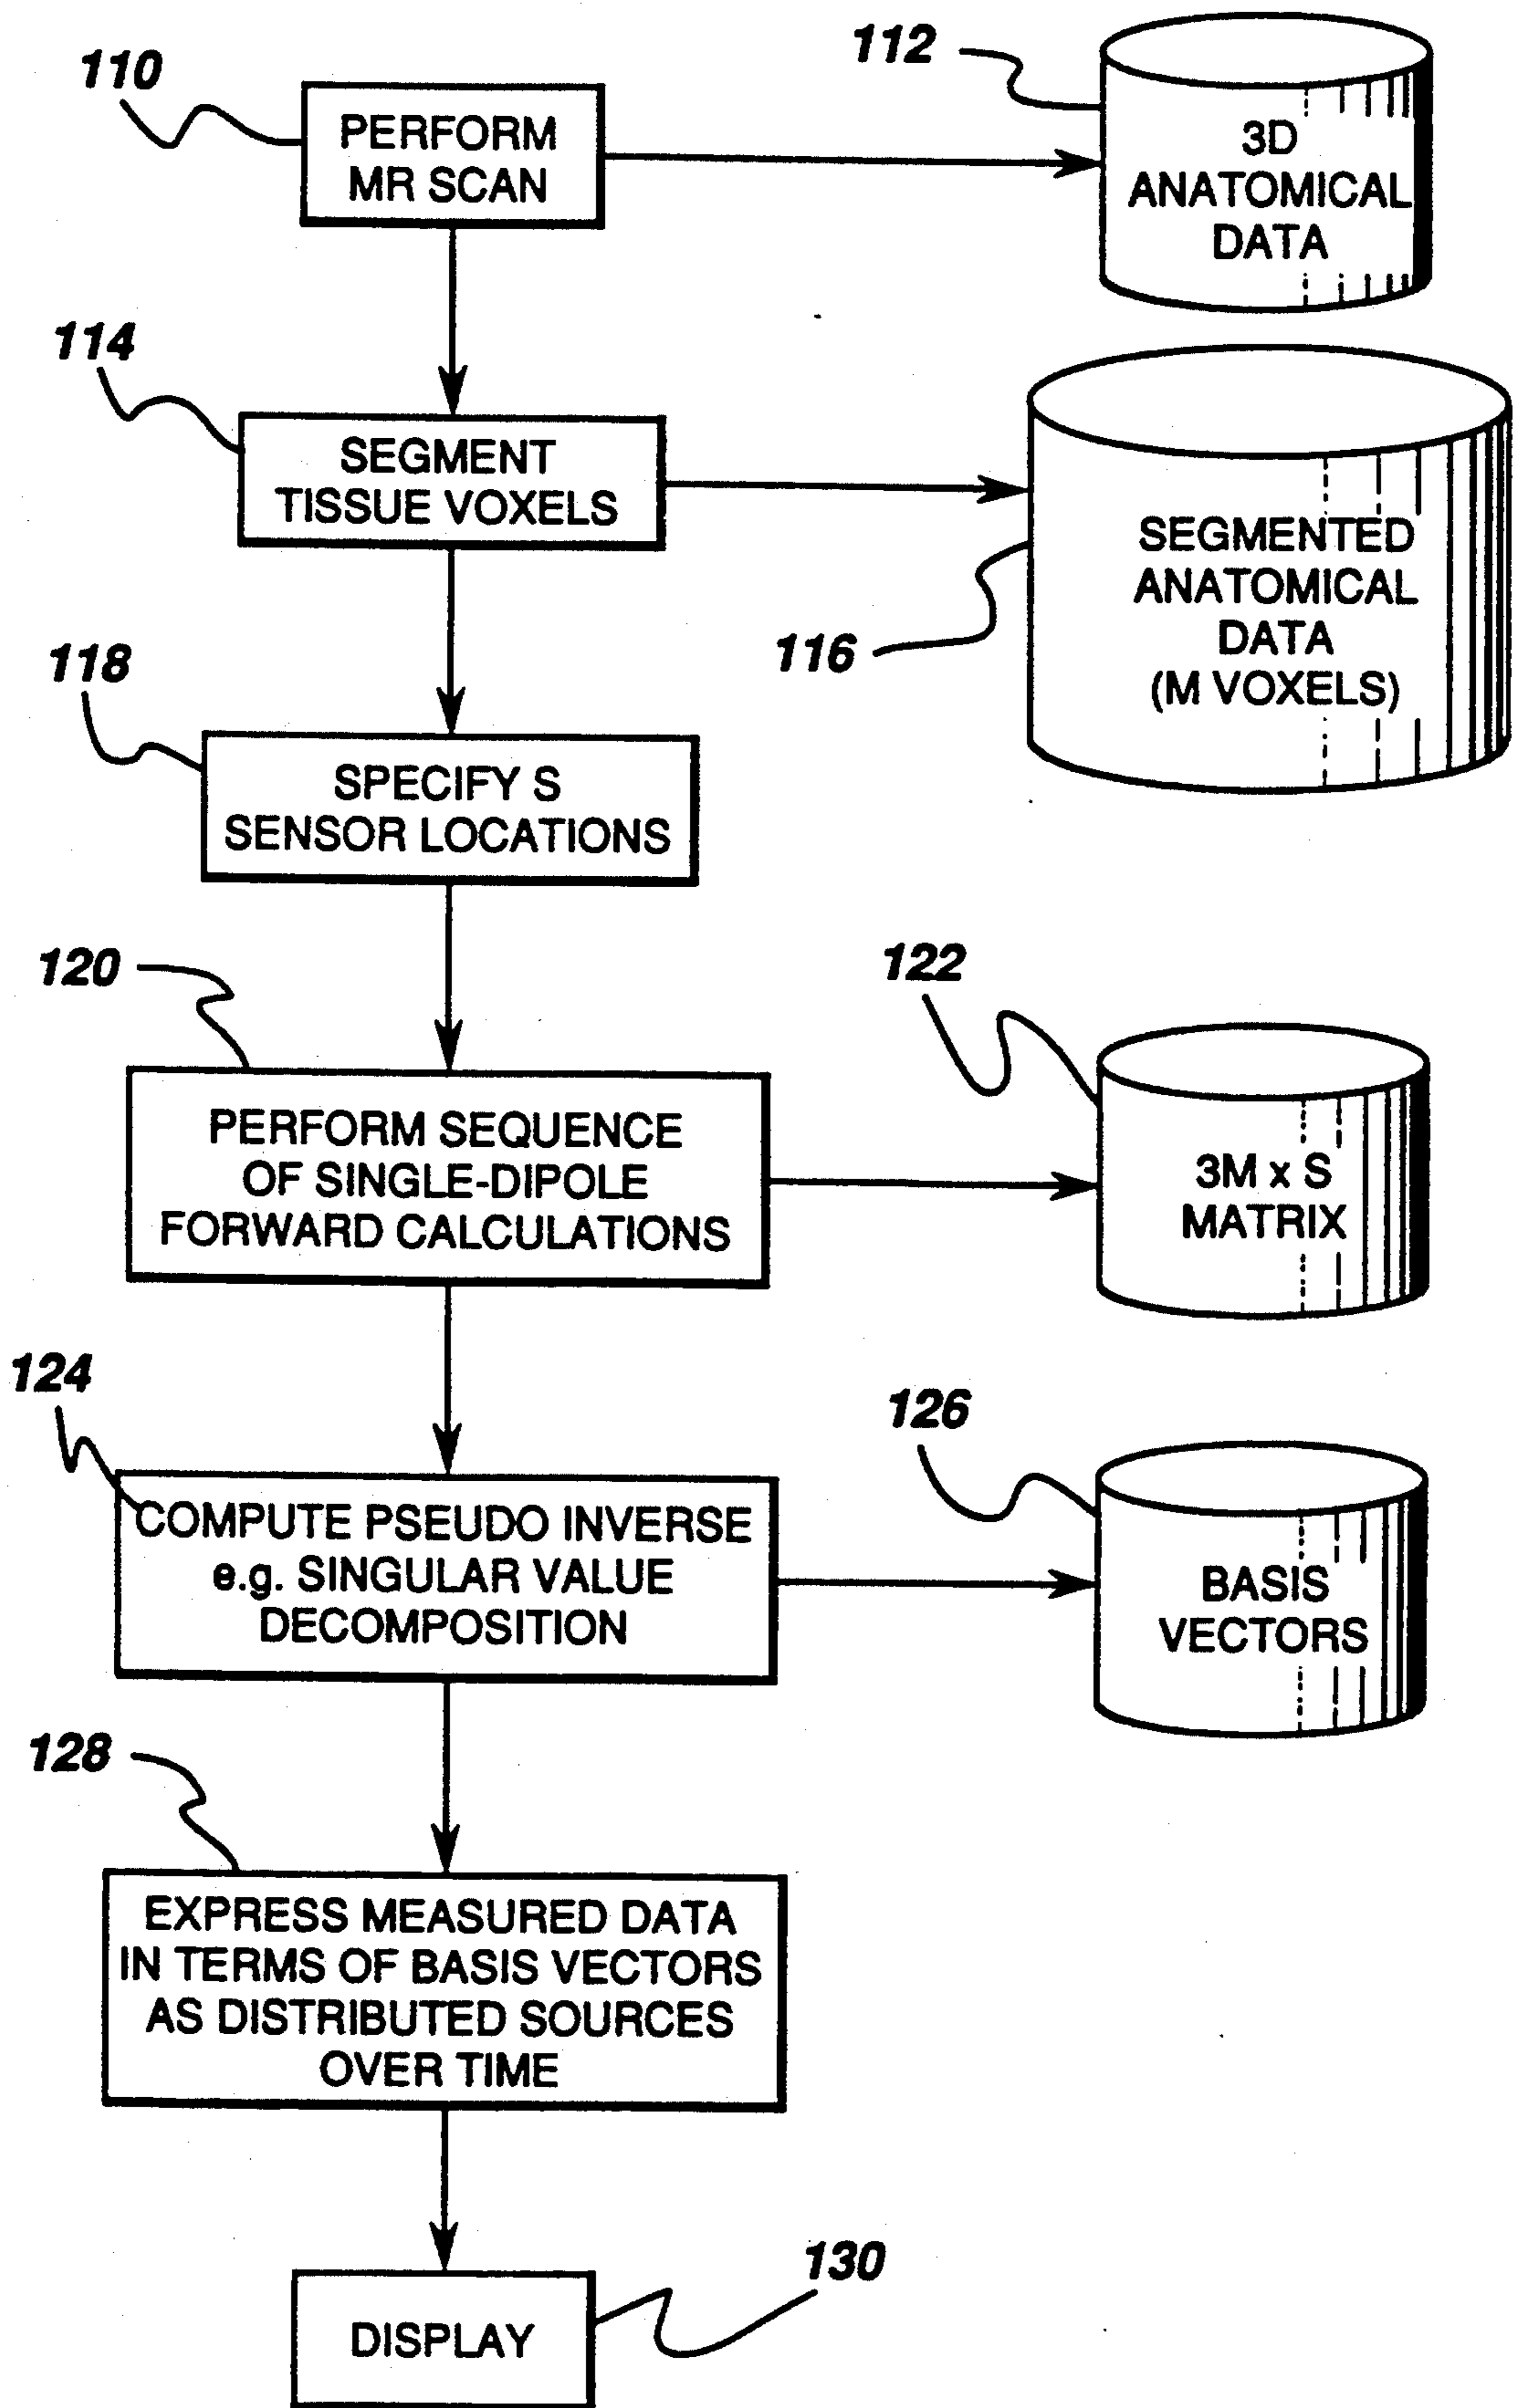 110
PERFORM
MR SCAN
112
3D
ANATOMICAL
DATA
114
SEGMENT
TISSUE VOXELS
116
SEGMENTED
ANATOMICAL
DATA
(M VOXELS)
118
SPECIFY S
SENSOR LOCATIONS
120
PERFORM SEQUENCE
OF SINGLE-DIPOLE
FORWARD CALCULATIONS
122
3M x S
MATRIX
124
COMPUTE PSEUDO INVERSE
e.g. SINGULAR VALUE
DECOMPOSITION
126
BASIS
VECTORS
128
EXPRESS MEASURED DATA
IN TERMS OF BASIS VECTORS
AS DISTRIBUTED SOURCES
OVER TIME
130
DISPLAY